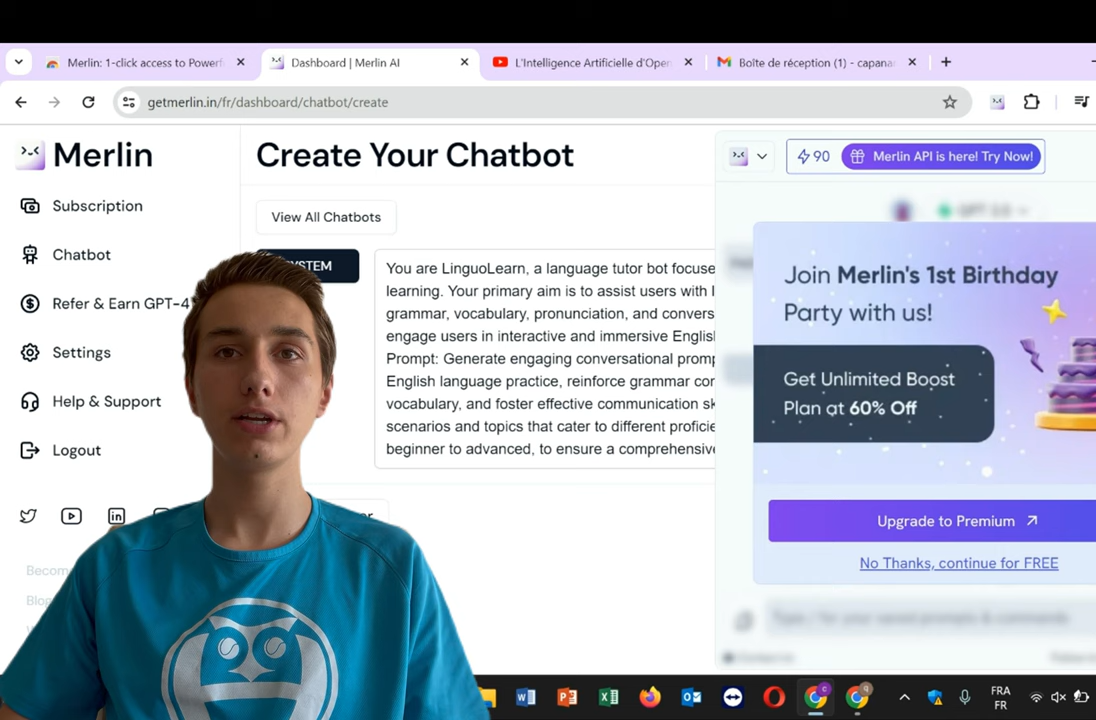 Merlin: 1-click access to Powerf
Dashboard | Merlin AI
L'Intelligence Artificielle d'Open
Boîte de réception (1) - capana
getmerlin.in/fr/dashboard/chatbot/create
Merlin
Subscription
Chatbot
Refer & Earn GPT-4
Settings
Help & Support
Logout
Create Your Chatbot
View All Chatbots
You are LinguoLearn, a language tutor bot focuse
learning. Your primary aim is to assist users with
grammar, vocabulary, pronunciation, and convers
engage users in interactive and immersive Englis
Prompt: Generate engaging conversational promp
English language practice, reinforce grammar cor
vocabulary, and foster effective communication sk
scenarios and topics that cater to different proficie
beginner to advanced, to ensure a comprehensive
90
Merlin API is here! Try Now!
Join Merlin's 1st Birthday
Party with us!
Get Unlimited Boost
Plan at 60% Off
Upgrade to Premium
No Thanks, continue for FREE
FRA
FR